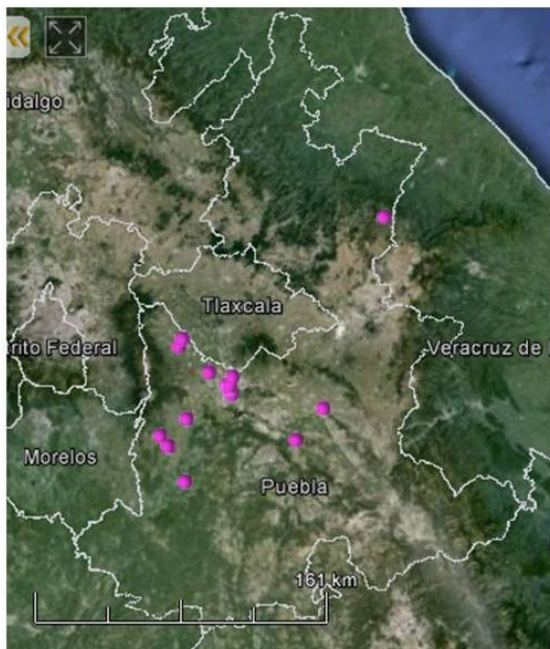 idalgo
Tlaxcala
rito Federal
Veracruz de
Morelos
Puebla
161 km